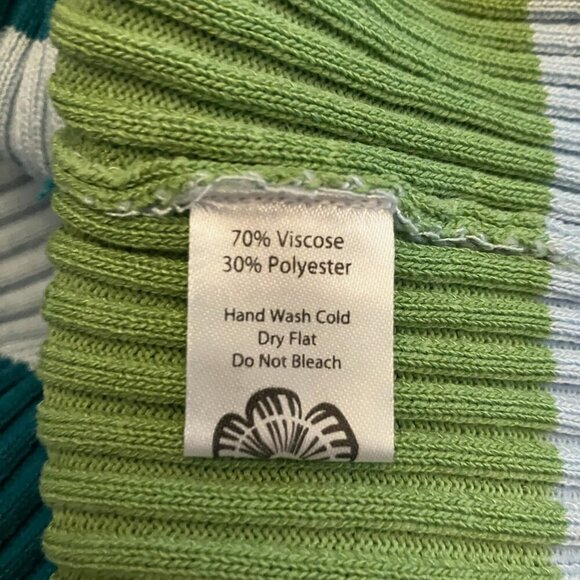 70% Viscose
30% Polyester
Hand Wash Cold
Dry Flat
Do Not Bleach